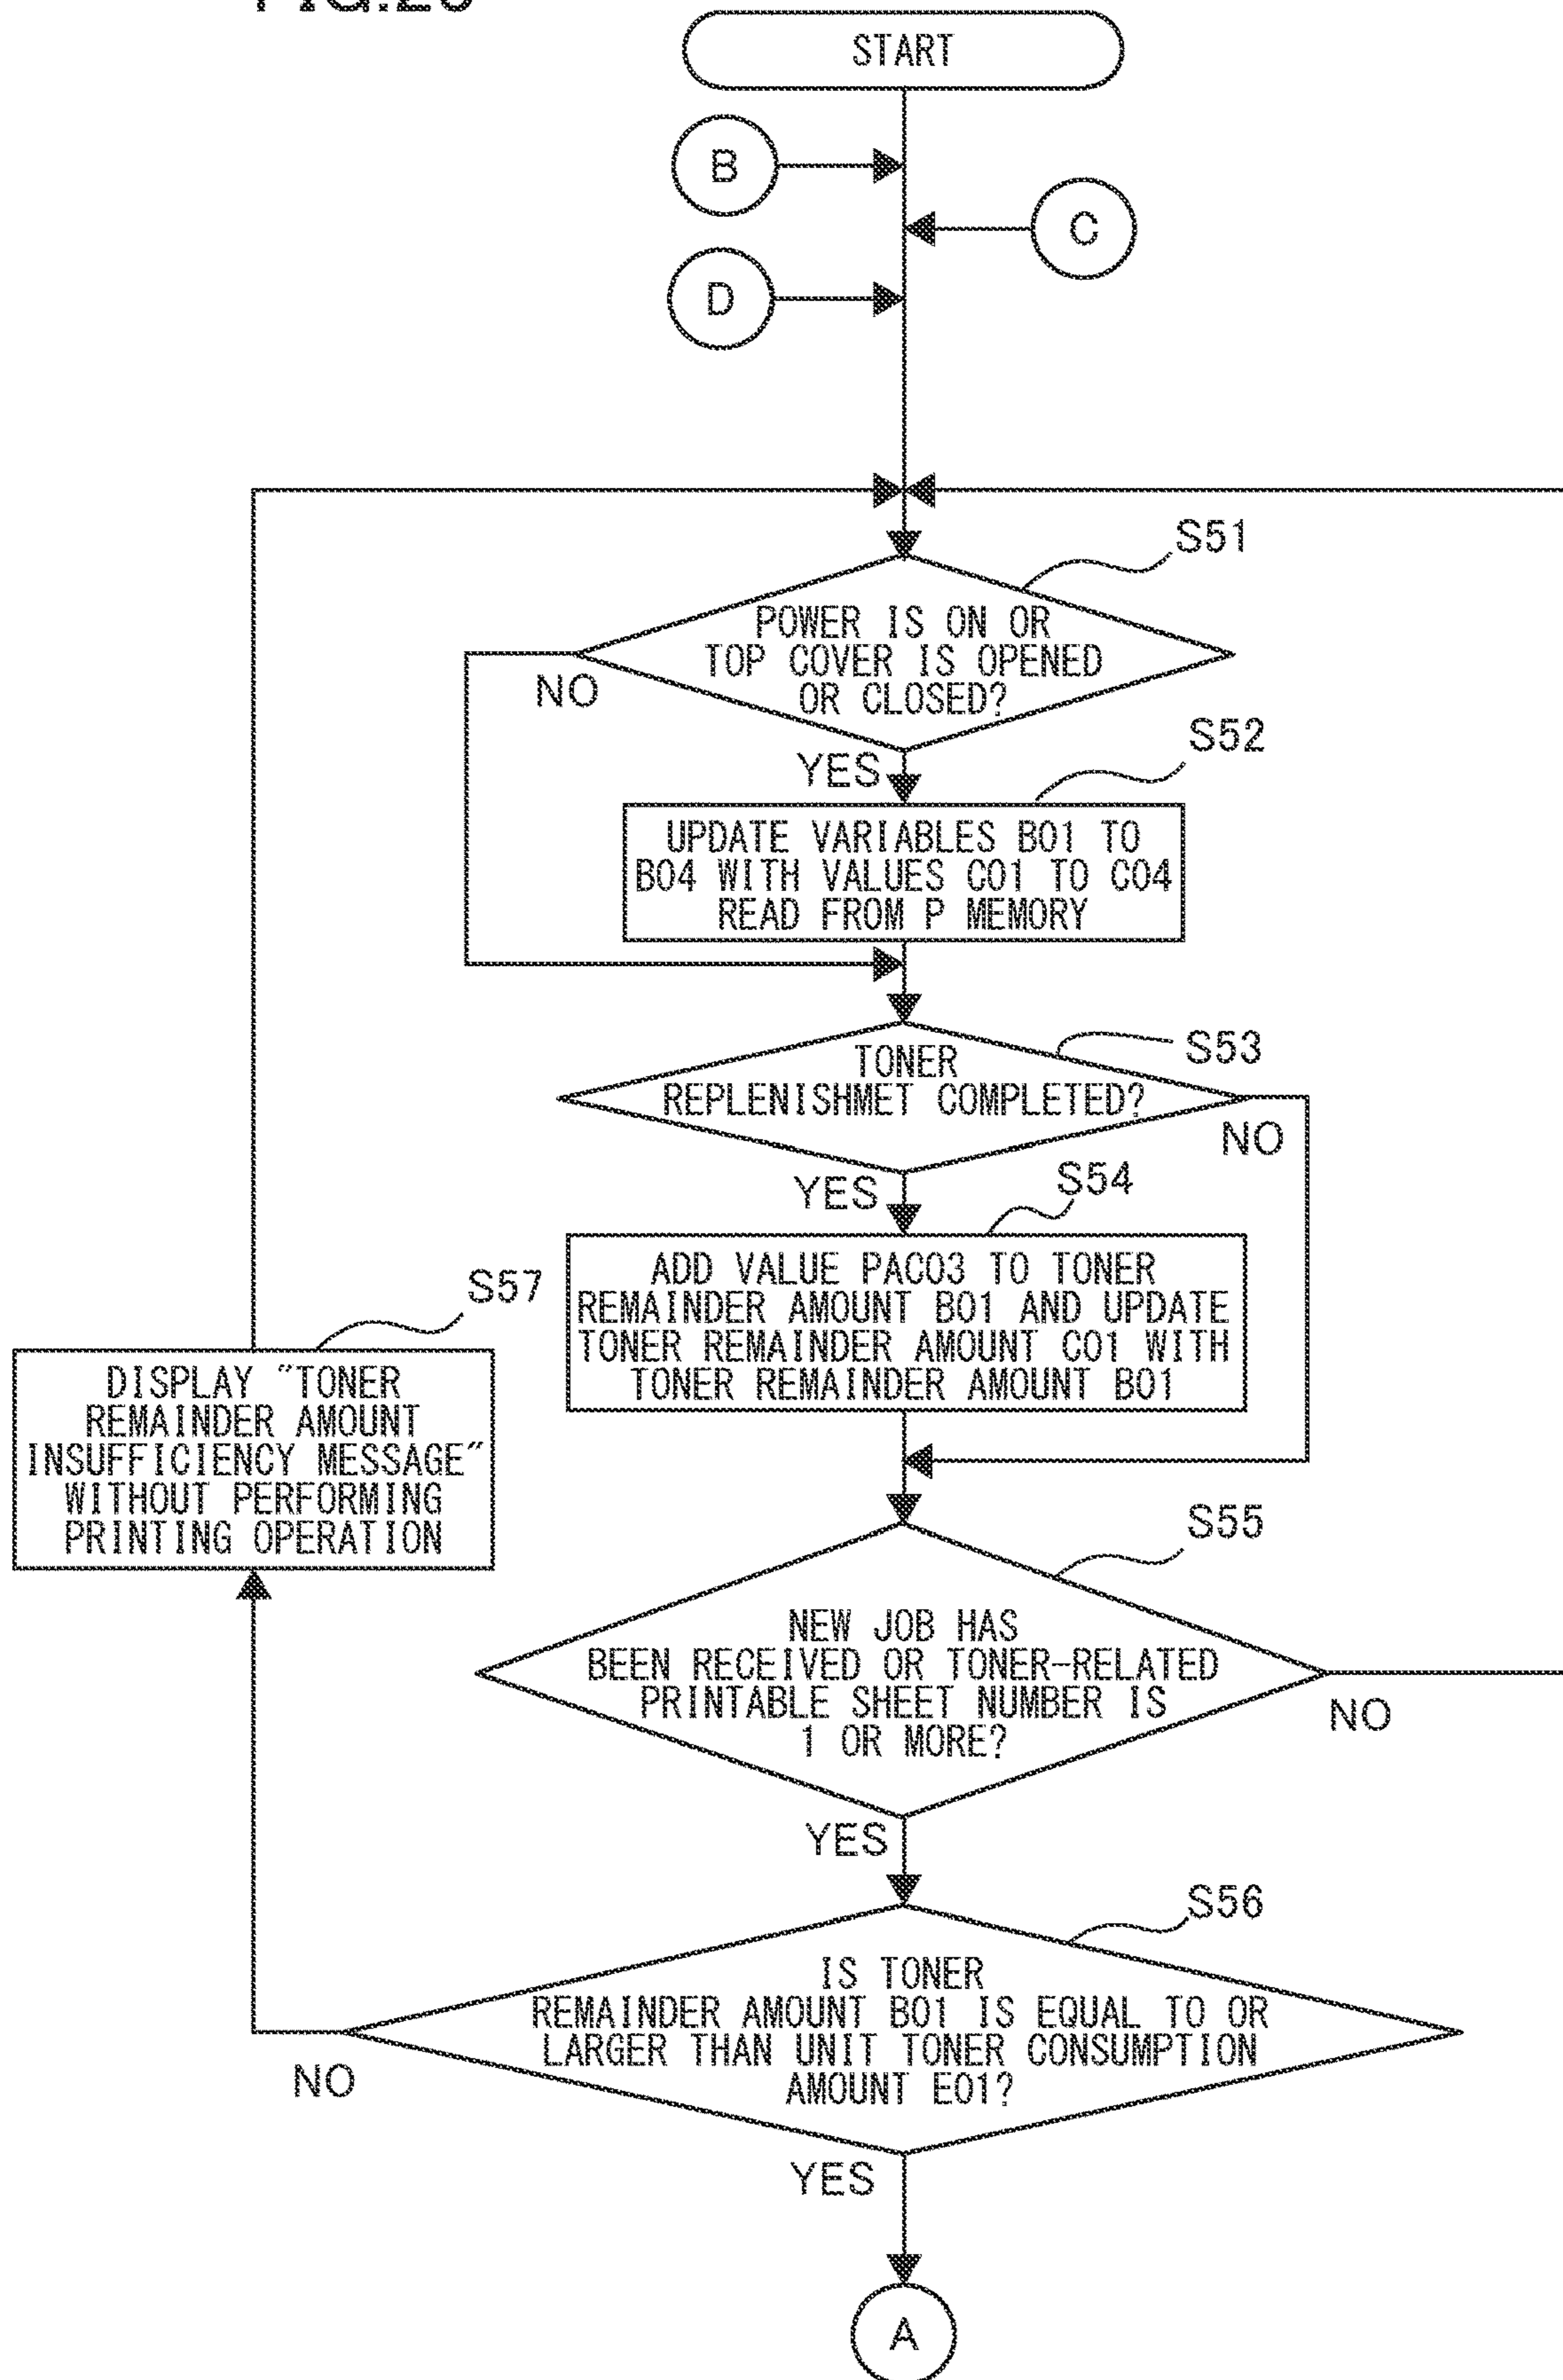 START
B
C
D
S51
POWER IS ON OR
TOP COVER IS OPENED
OR CLOSED?
NO
YES
S52
UPDATE VARIABLES B01 TO
B04 WITH VALUES C01 TO C04
READ FROM P MEMORY
S53
TONER
REPLENISHMET COMPLETED?
NO
YES
S54
ADD VALUE PAC03 TO TONER
REMAINDER AMOUNT B01 AND UPDATE
TONER REMAINDER AMOUNT C01 WITH
TONER REMAINDER AMOUNT B01
S57
DISPLAY "TONER
REMAINDER AMOUNT
INSUFFICIENCY MESSAGE"
WITHOUT PERFORMING
PRINTING OPERATION
S55
NEW JOB HAS
BEEN RECEIVED OR TONER-RELATED
PRINTABLE SHEET NUMBER IS
1 OR MORE?
NO
YES
S56
IS TONER
REMAINDER AMOUNT B01 IS EQUAL TO OR
LARGER THAN UNIT TONER CONSUMPTION
AMOUNT E01?
NO
YES
A